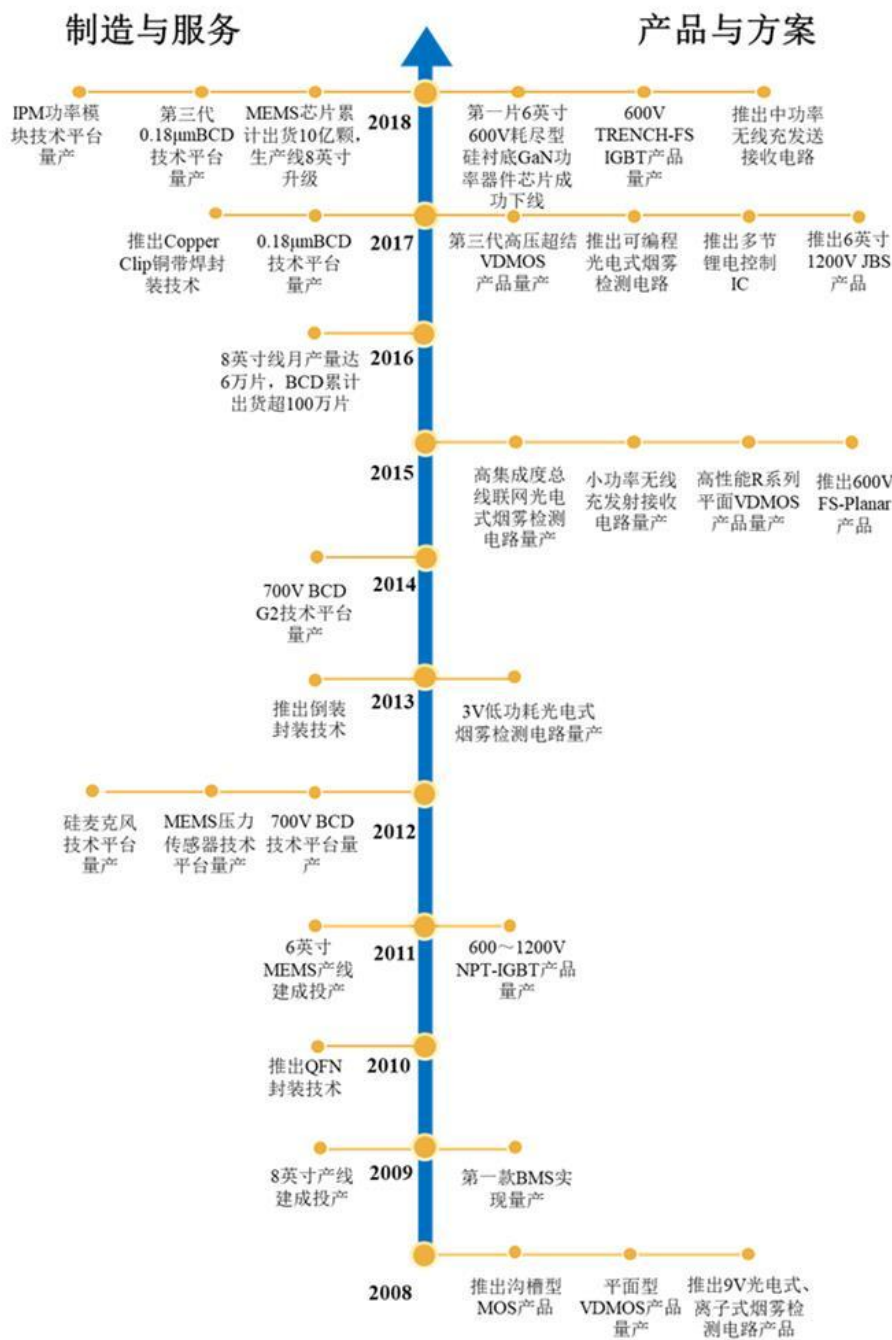 制造与服务
产品与方案
IPM功率模
块技术平台
量产
第三代
0.18μmBCD
技术平台
量产
MEMS芯片累
计出货10亿颗，
生产线8英寸
升级
2018
第一片6英寸
600V耗尽型
硅衬底GaN功
率器件芯片成
功下线
600V
TRENCH-FS
IGBT产品
量产
推出中功率
无线充发送
接收电路
推出Copper
Clip铜带焊封
装技术
0.18μmBCD
技术平台
量产
2017
第三代高压超结
VDMOS
产品量产
推出可编程
光电式烟雾
检测电路
推出多节
锂电控制
IC
推出6英寸
1200V JBS
产品
8英寸线月产量达
6万片，BCD累计
出货超100万片
2016
2015
高集成度总
线联网光电
式烟雾检测
电路量产
小功率无线
充发射接收
电路量产
高性能R系列
平面VDMOS
产品量产
推出600V
FS-Planar
产品
700V BCD
G2技术平台
量产
2014
推出倒装
封装技术
2013
3V低功耗光电式
烟雾检测电路量产
硅麦克风
技术平台
量产
MEMS压力
传感器技术
平台量产
700V BCD
技术平台量
产
2012
6英寸
MEMS产线
建成投产
2011
600～1200V
NPT-IGBT产品
量产
推出QFN
封装技术
2010
8英寸产线
建成投产
2009
第一款BMS实
现量产
2008
推出沟槽型
MOS产品
平面型
VDMOS产品
量产
推出9V光电式、
离子式烟雾检
测电路产品